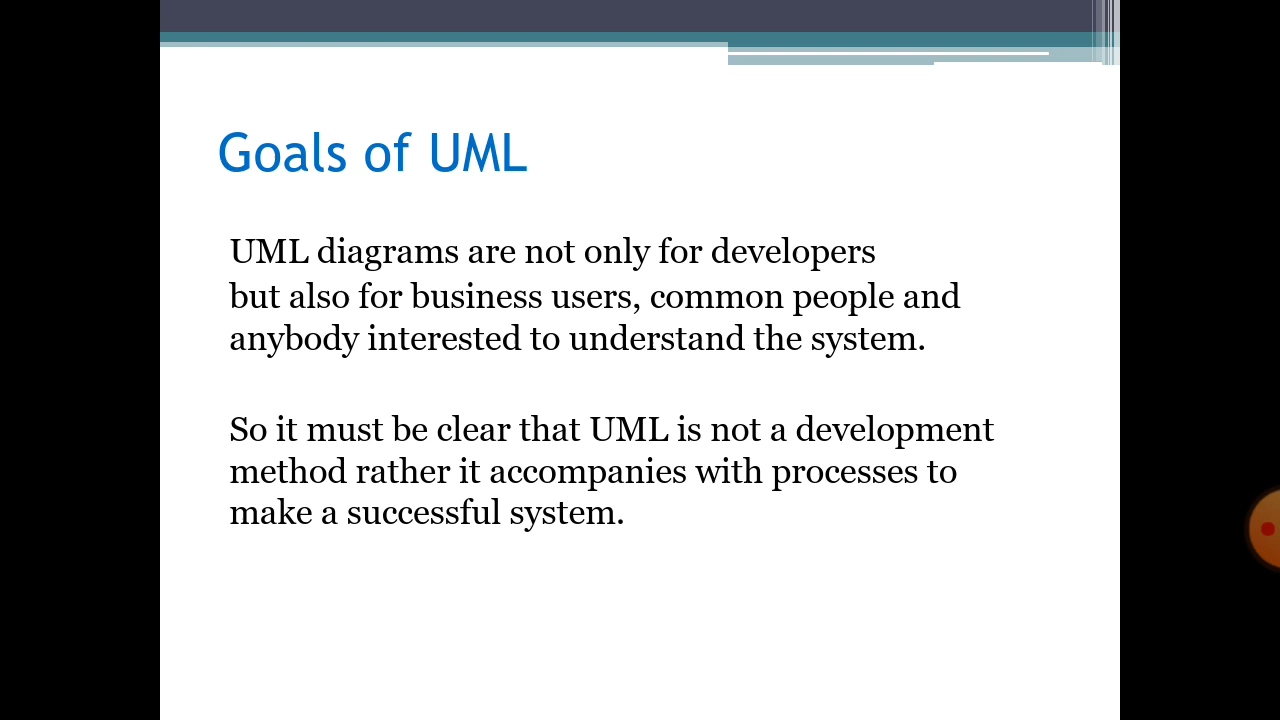 Goals of UML
UML diagrams are not only for developers
but also for business users, common people and
anybody interested to understand the system.
So it must be clear that UML is not a development
method rather it accompanies with processes to
make a successful system.